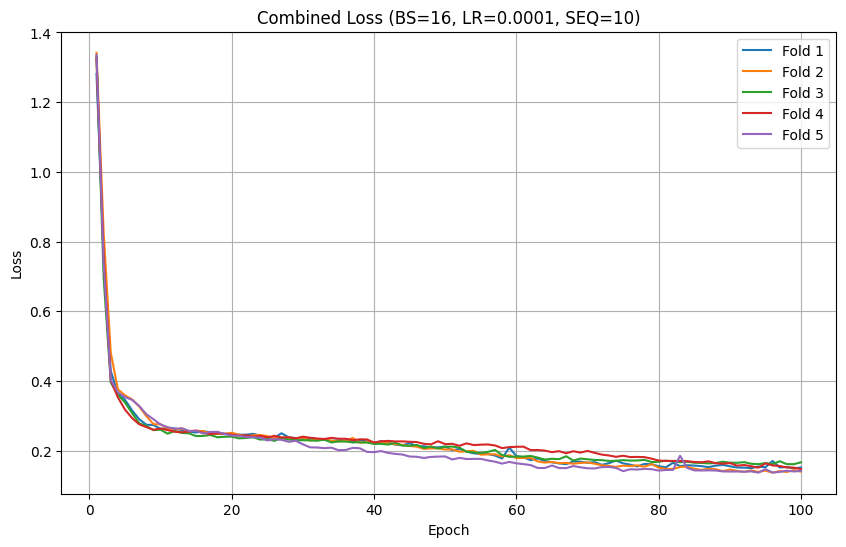 Combined Loss (BS=16, LR=0.0001, SEQ=10)
1.4
1.2
1.0
0.8
0.6
0.4
0.2
Loss
Fold 1
Fold 2
Fold 3
Fold 4
Fold 5
0 20 40 60 80 100
Epoch